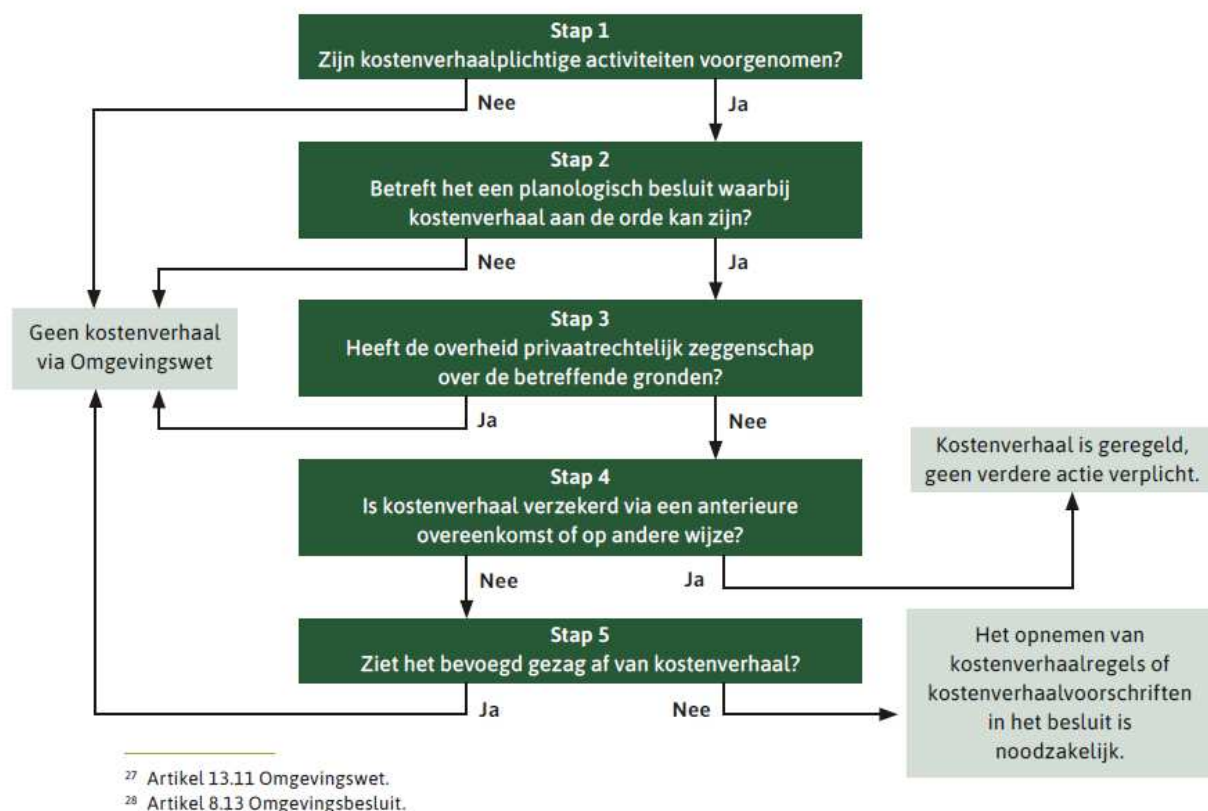 Stap 1
Zijn kostenverhaalplichtige activiteiten voorgenomen?
Nee
Ja
Stap 2
Betreft het een planologisch besluit waarbij
kostenverhaal aan de orde kan zijn?
Nee
Ja
Geen kostenverhaal
via Omgevingswet
Stap 3
Heeft de overheid privaatrechtelijk zeggenschap
over de betreffende gronden?
Ja
Nee
Kostenverhaal is geregeld,
geen verdere actie verplicht.
Stap 4
Is kostenverhaal verzekerd via een anterieure
overeenkomst of op andere wijze?
Nee
Ja
Stap 5
Ziet het bevoegd gezag af van kostenverhaal?
Ja
Nee
Het opnemen van
kostenverhaalregels of
kostenverhaalvoorschriften
in het besluit is
noodzakelijk.
27 Artikel 13.11 Omgevingswet.
28 Artikel 8.13 Omgevingsbesluit.